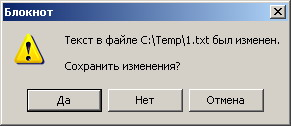 Блокнот
Текст в файле C:\Temp\1.txt был изменен.
Сохранить изменения?
Да
Нет
Отмена